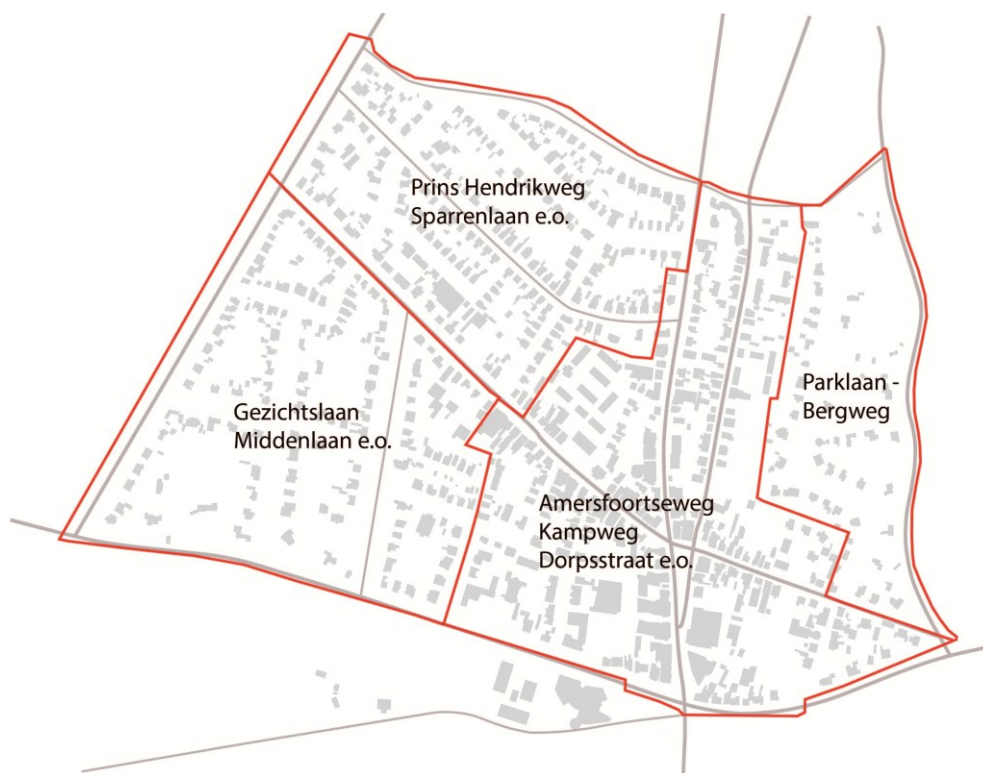 Prins Hendrikweg
Sparrenlaan e.o.
Parklaan -
Bergweg
Gezichtslaan
Middenlaan e.o.
Amersfoortseweg
Kampweg
Dorpsstraat e.o.